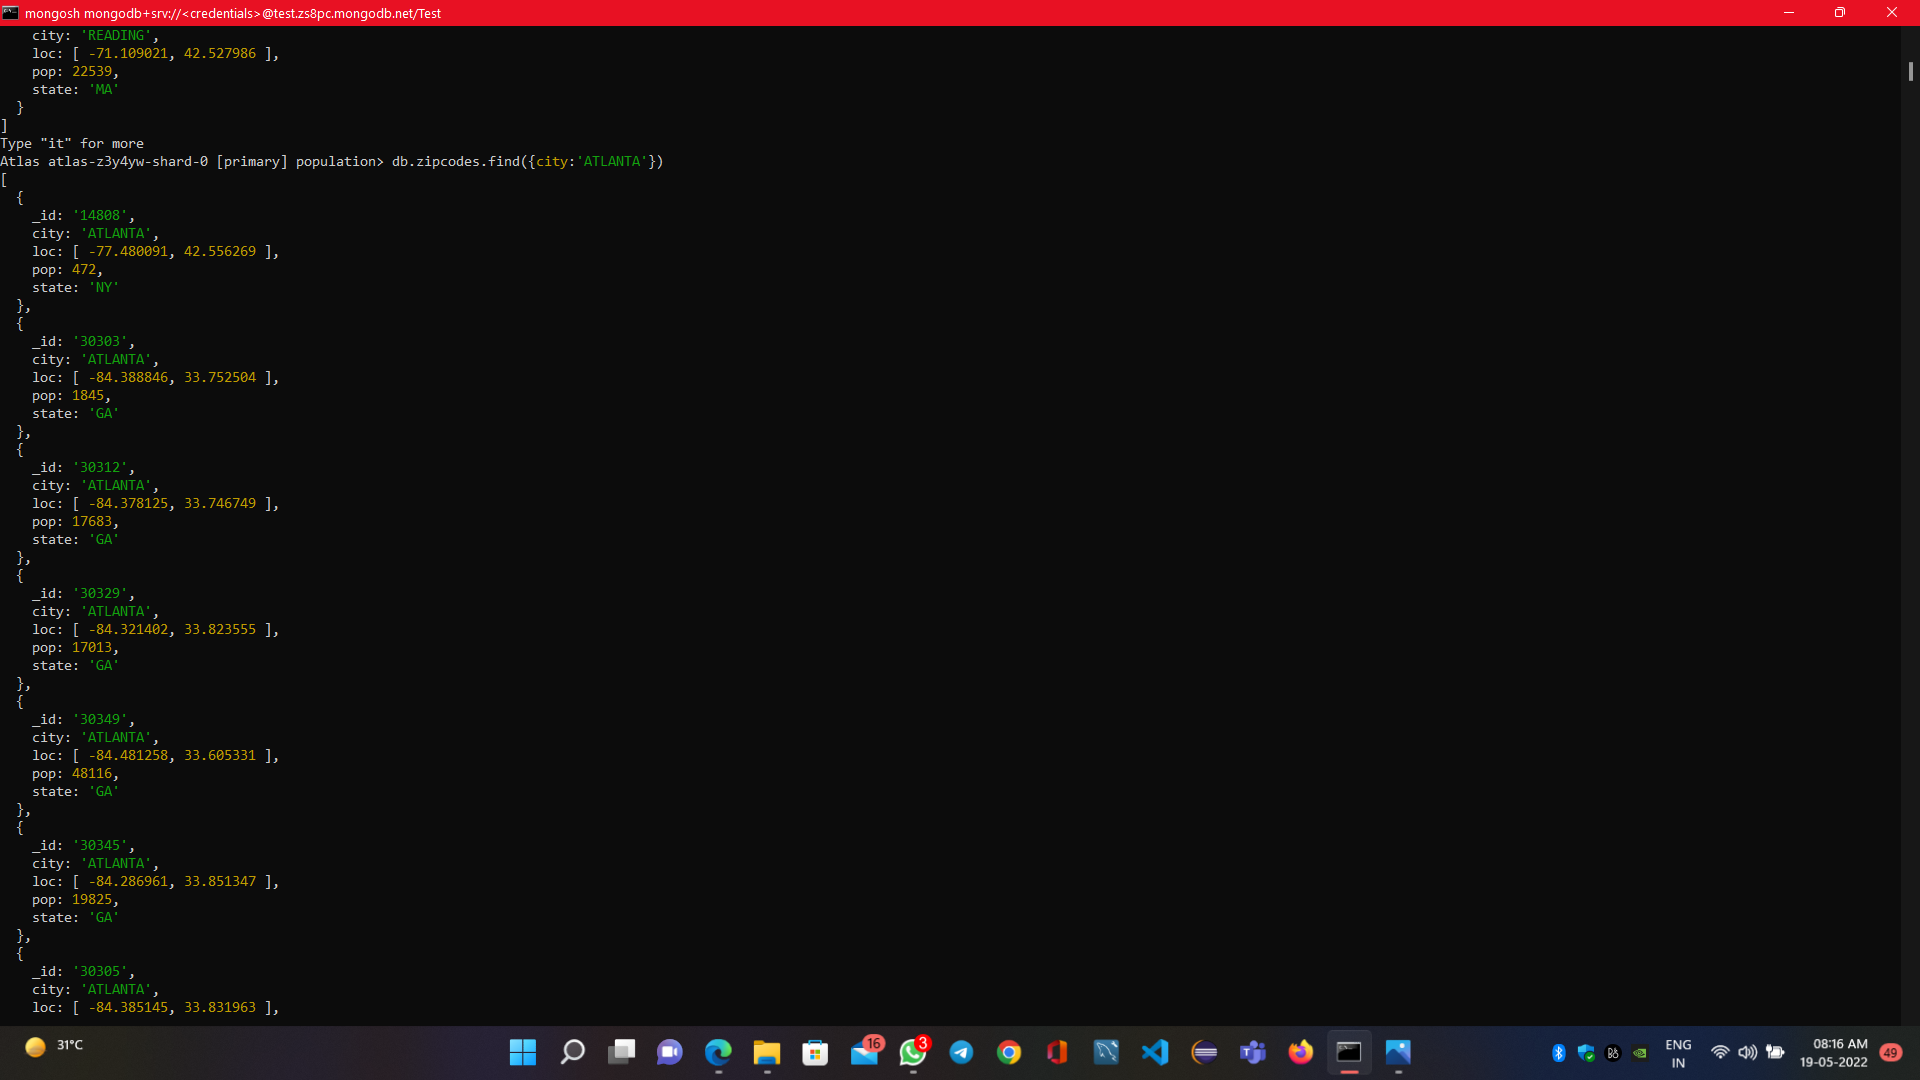 mongosh mongodb+srv://<credentials>@test.zs8pc.mongodb.net/Test
    city: 'READING',
    loc: [ -71.109021, 42.527986 ],
    pop: 22539,
    state: 'MA'
  }
]
Type "it" for more
Atlas atlas-z3y4yw-shard-0 [primary] population> db.zipcodes.find({city:'ATLANTA'})
[
  {
    _id: '14808',
    city: 'ATLANTA',
    loc: [ -77.480091, 42.556269 ],
    pop: 472,
    state: 'NY'
  },
  {
    _id: '30303',
    city: 'ATLANTA',
    loc: [ -84.388846, 33.752504 ],
    pop: 1845,
    state: 'GA'
  },
  {
    _id: '30312',
    city: 'ATLANTA',
    loc: [ -84.378125, 33.746749 ],
    pop: 17683,
    state: 'GA'
  },
  {
    _id: '30329',
    city: 'ATLANTA',
    loc: [ -84.321402, 33.823555 ],
    pop: 17013,
    state: 'GA'
  },
  {
    _id: '30349',
    city: 'ATLANTA',
    loc: [ -84.481258, 33.605331 ],
    pop: 48116,
    state: 'GA'
  },
  {
    _id: '30345',
    city: 'ATLANTA',
    loc: [ -84.286961, 33.851347 ],
    pop: 19825,
    state: 'GA'
  },
  {
    _id: '30305',
    city: 'ATLANTA',
    loc: [ -84.385145, 33.831963 ],
31°C
16
3
ENG
IN
08:16 AM
19-05-2022
49